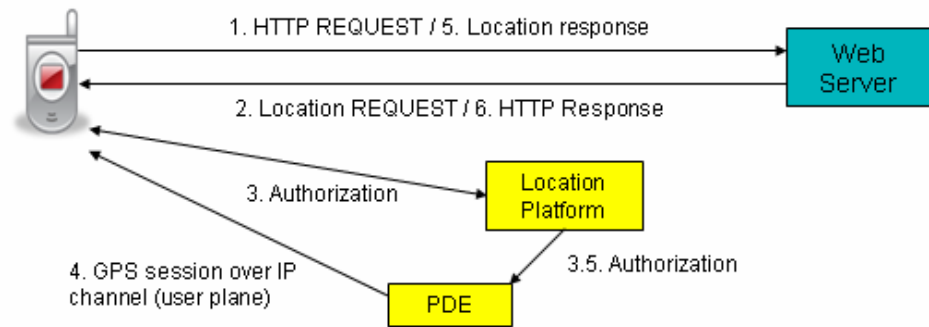 1. HTTP REQUEST / 5. Location response
Web
Server
2. Location REQUEST / 6. HTTP Response
3. Authorization
Location
Platform
3.5. Authorization
4. GPS session over IP
channel (user plane)
PDE